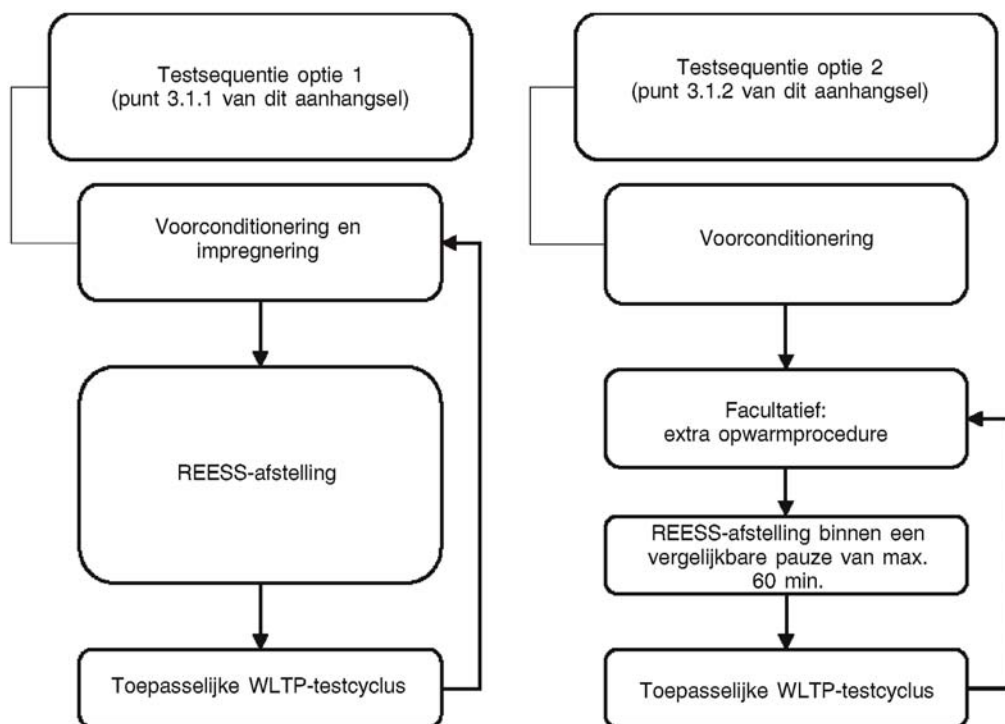 Testsequentie optie 1
(punt 3.1.1 van dit aanhangsel)
Voorconditionering en
impregnering
REESS-afstelling
Toepasselijke WLTP-testcyclus
Testsequentie optie 2
(punt 3.1.2 van dit aanhangsel)
Voorconditionering
Facultatief:
extra opwarmprocedure
REESS-afstelling binnen een
vergelijkbare pauze van max.
60 min.
Toepasselijke WLTP-testcyclus